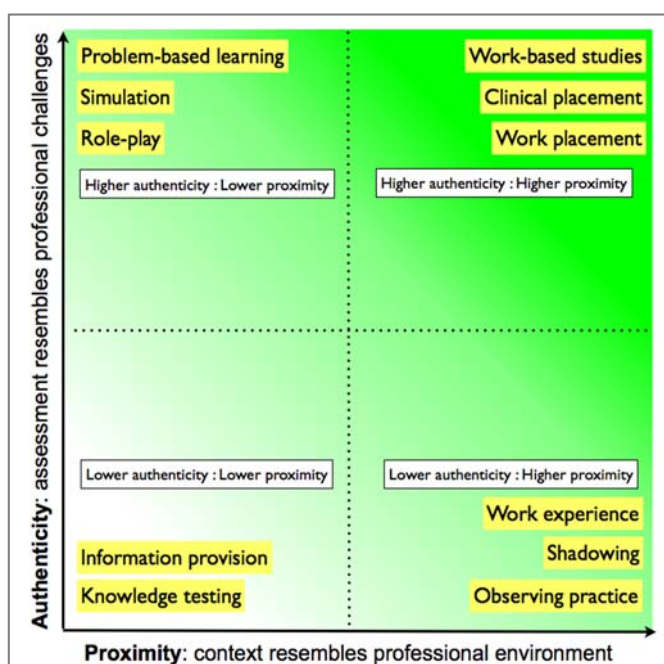 Authenticity: assessment resembles professional challenges
Problem-based learning
Simulation
Role-play
Higher authenticity : Lower proximity
Work-based studies
Clinical placement
Work placement
Higher authenticity : Higher proximity
Lower authenticity : Lower proximity
Information provision
Knowledge testing
Lower authenticity : Higher proximity
Work experience
Shadowing
Observing practice
Proximity: context resembles professional environment